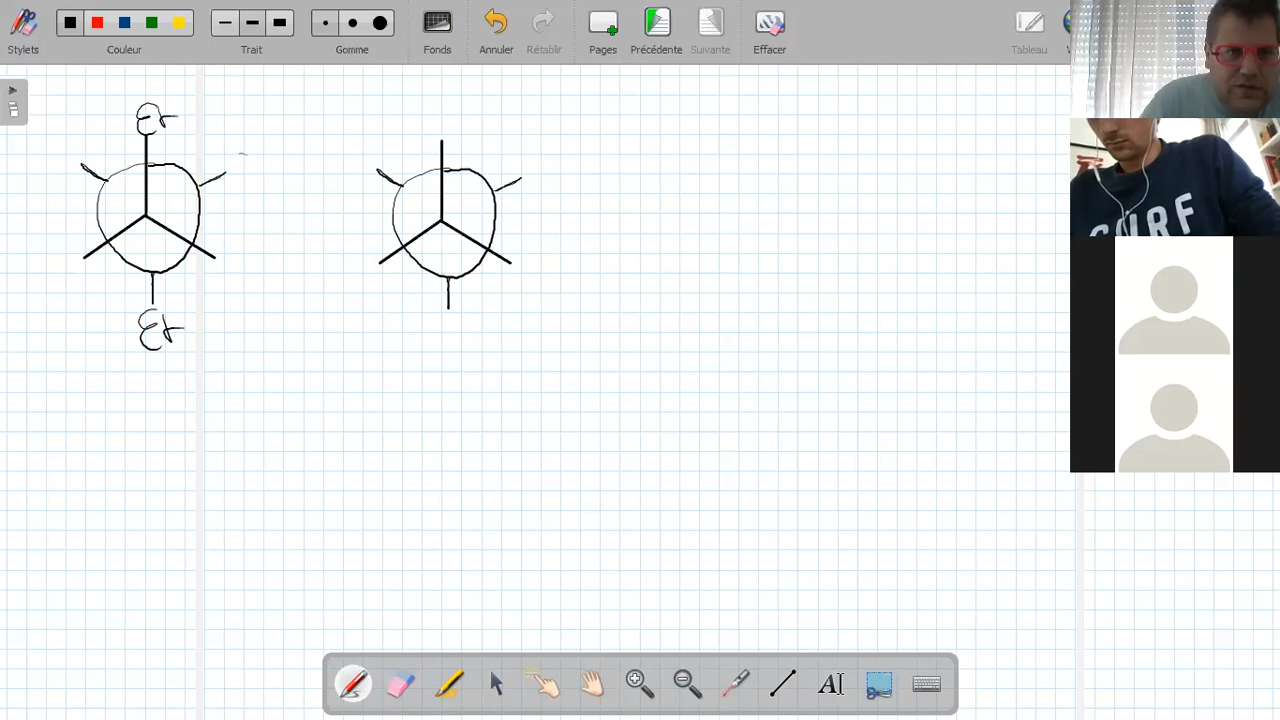 Stylets
Couleur
Trait
Gomme
Fonds
Annuler
Rétablir
Pages
Précédente
Suivante
Effacer
Tableau
Et
Et
SURF